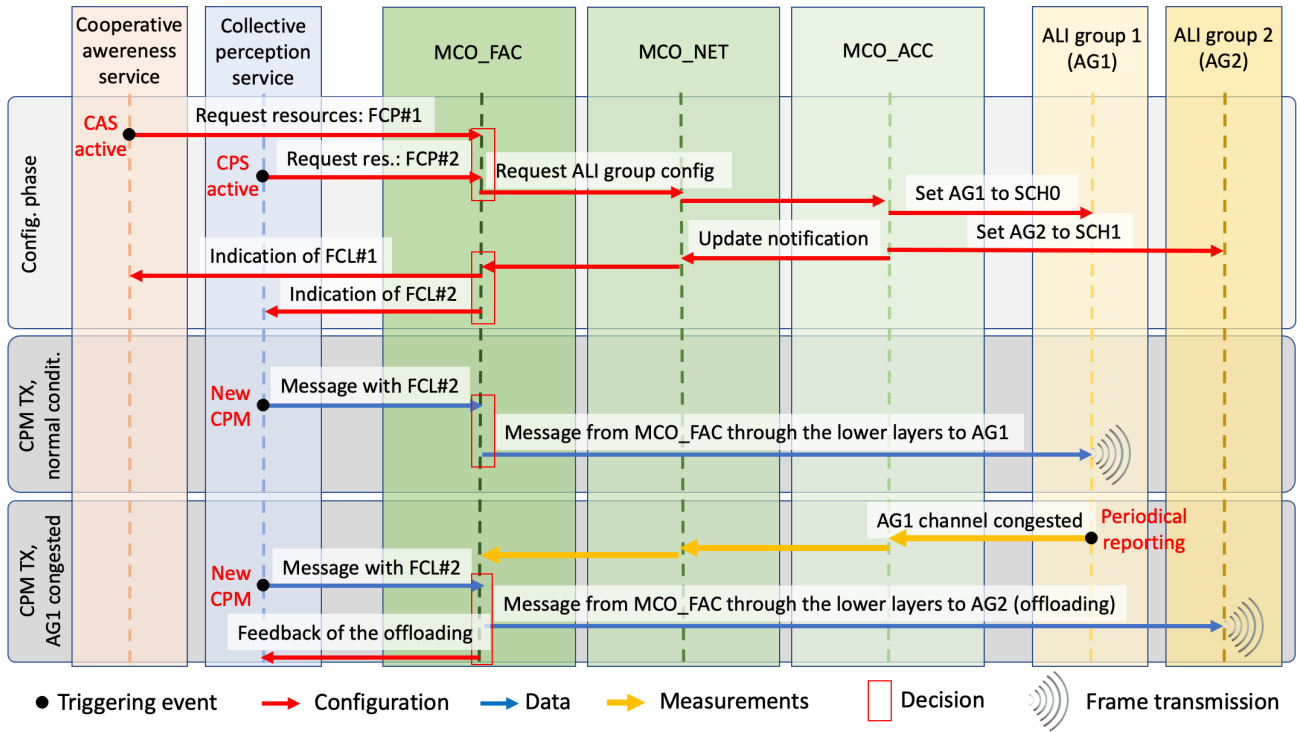 Cooperative
awereness
service
Collective
perception
service
MCO_FAC
MCO_NET
MCO_ACC
ALI group 1
(AG1)
ALI group 2
(AG2)
Config. phase
CAS
active
Request resources: FCP#1
CPS
active
Request res.: FCP#2
Request ALI group config
Set AG1 to SCH0
Set AG2 to SCH1
Update notification
Indication of FCL#1
Indication of FCL#2
CPM TX,
normal condit.
New
CPM
Message with FCL#2
Message from MCO_FAC through the lower layers to AG1
CPM TX,
AG1 congested
AG1 channel congested
Periodical
reporting
New
CPM
Message with FCL#2
Message from MCO_FAC through the lower layers to AG2 (offloading)
Feedback of the offloading
Triggering event
Configuration
Data
Measurements
Decision
Frame transmission